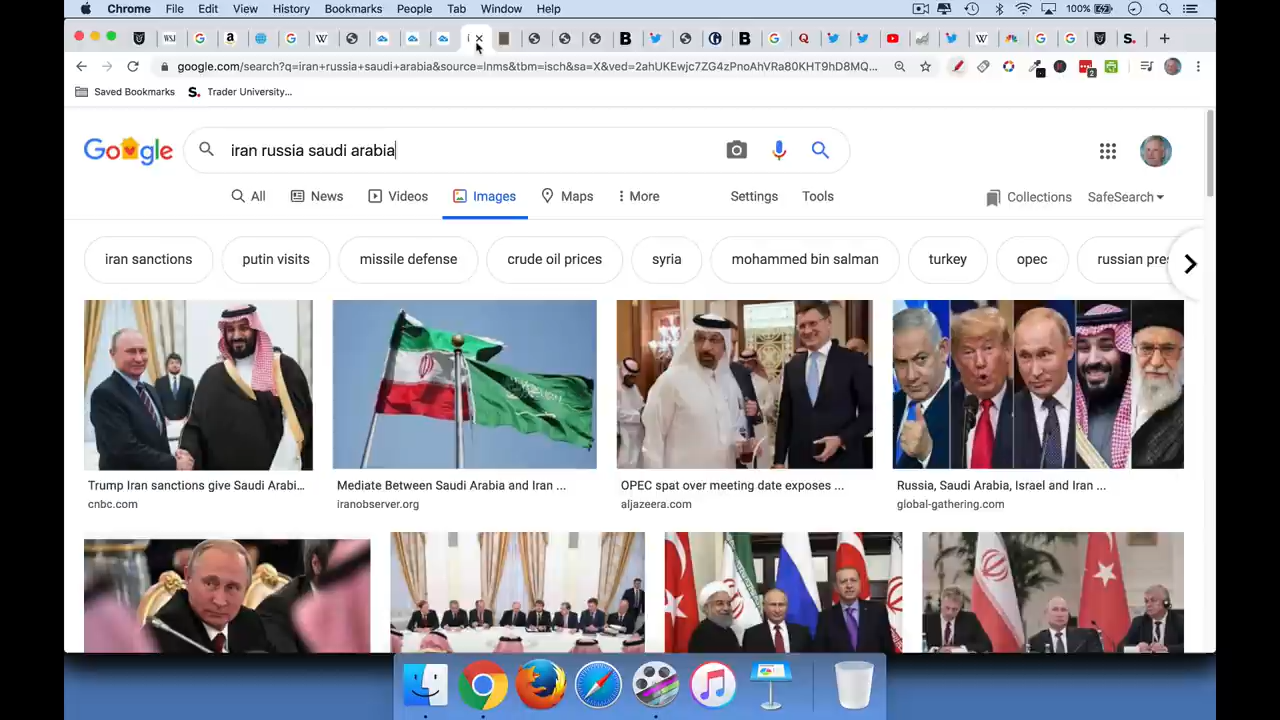 Chrome File Edit View History Bookmarks People Tab Window Help 100%
google.com/search?q=iran+russia+saudi+arabia&source=lnms&tbm=isch&sa=X&ved=2ahUKEwjc7ZG4zPnoAhVRa80KHT9hD8MQ...
Saved Bookmarks Trader University...
Google iran russia saudi arabia
All News Videos Images Maps More Settings Tools Collections SafeSearch
iran sanctions putin visits missile defense crude oil prices syria mohammed bin salman turkey opec russian pre
Trump Iran sanctions give Saudi Arabi... Mediate Between Saudi Arabia and Iran ... OPEC spat over meeting date exposes ... Russia, Saudi Arabia, Israel and Iran ...
cnbc.com iranobserver.org aljazeera.com global-gathering.com